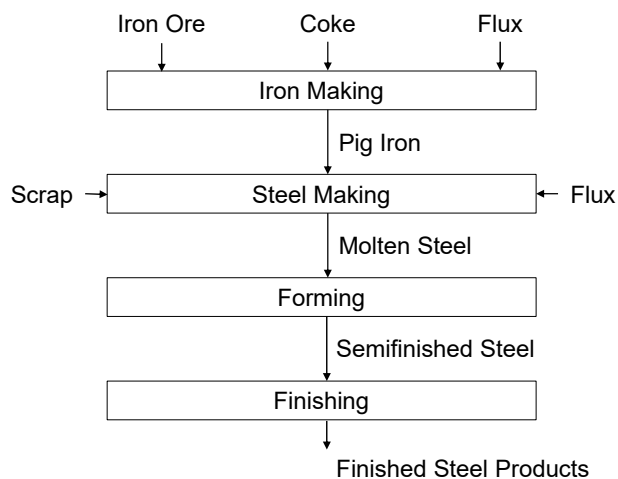 Iron Ore
Coke
Flux
Iron Making
Pig Iron
Scrap
Steel Making
Flux
Molten Steel
Forming
Semifinished Steel
Finishing
Finished Steel Products